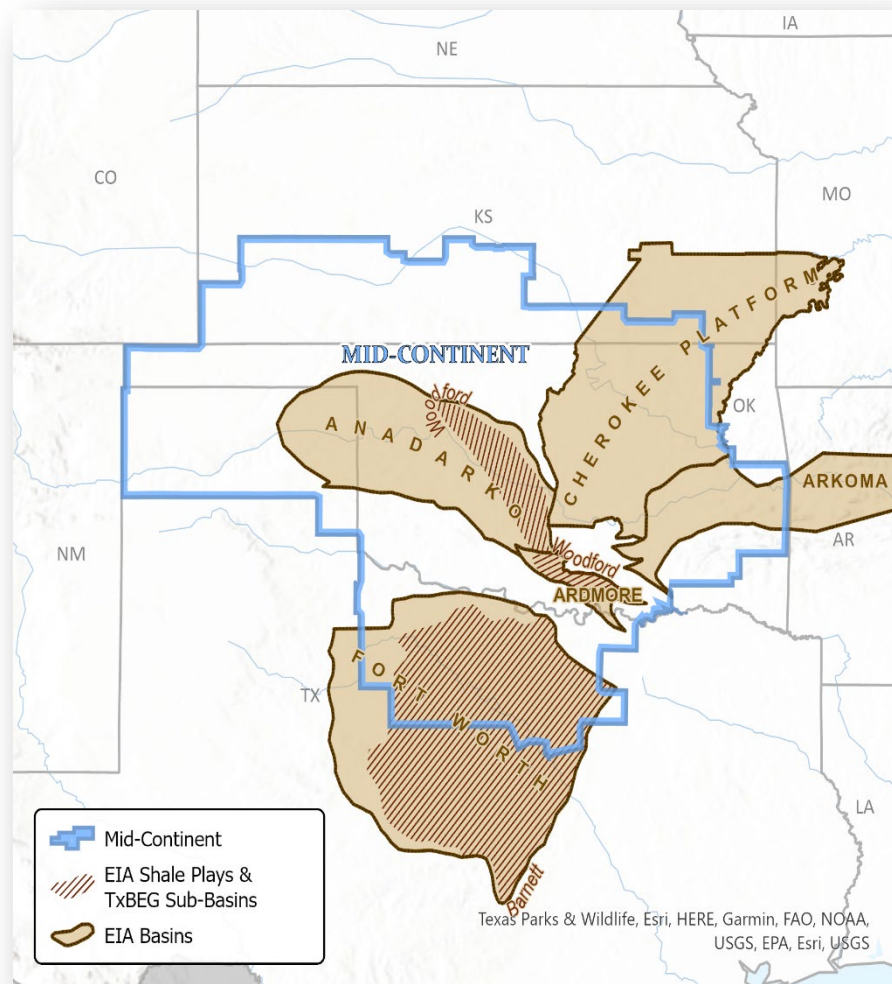 IA
NE
CO
MO
KS
CHEROKEE PLATFORM
MID-CONTINENT
Woodford
ANADARKO
OK
ARKOMA
NM
AR
Woodford
ARDMORE
FORT WORTH
TX
LA
Barnett
Mid-Continent
EIA Shale Plays &
TxBEG Sub-Basins
EIA Basins
Texas Parks & Wildlife, Esri, HERE, Garmin, FAO, NOAA,
USGS, EPA, Esri, USGS